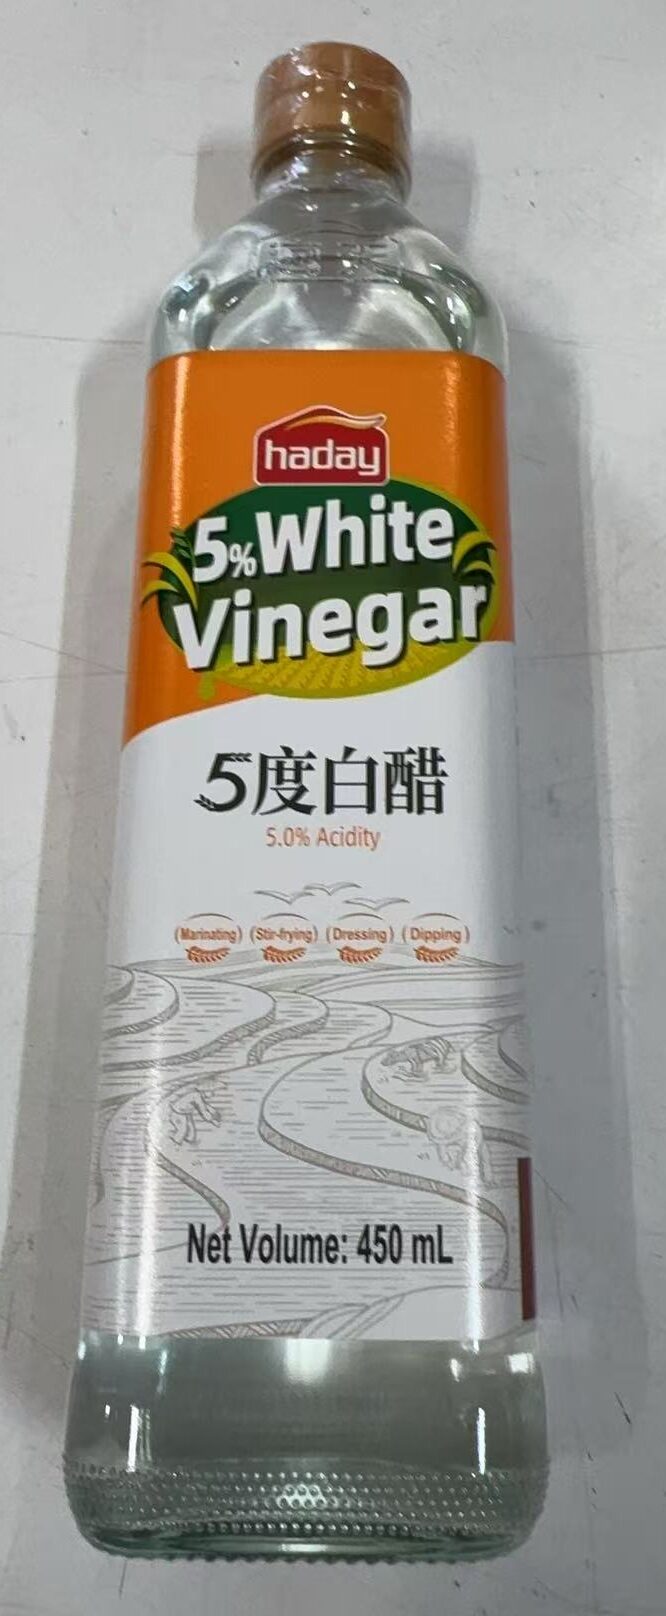 haday
5% White
Vinegar
5度白醋
5.0% Acidity
(Marinating) (Stir-frying) (Dressing) (Dipping)
Net Volume: 450 mL